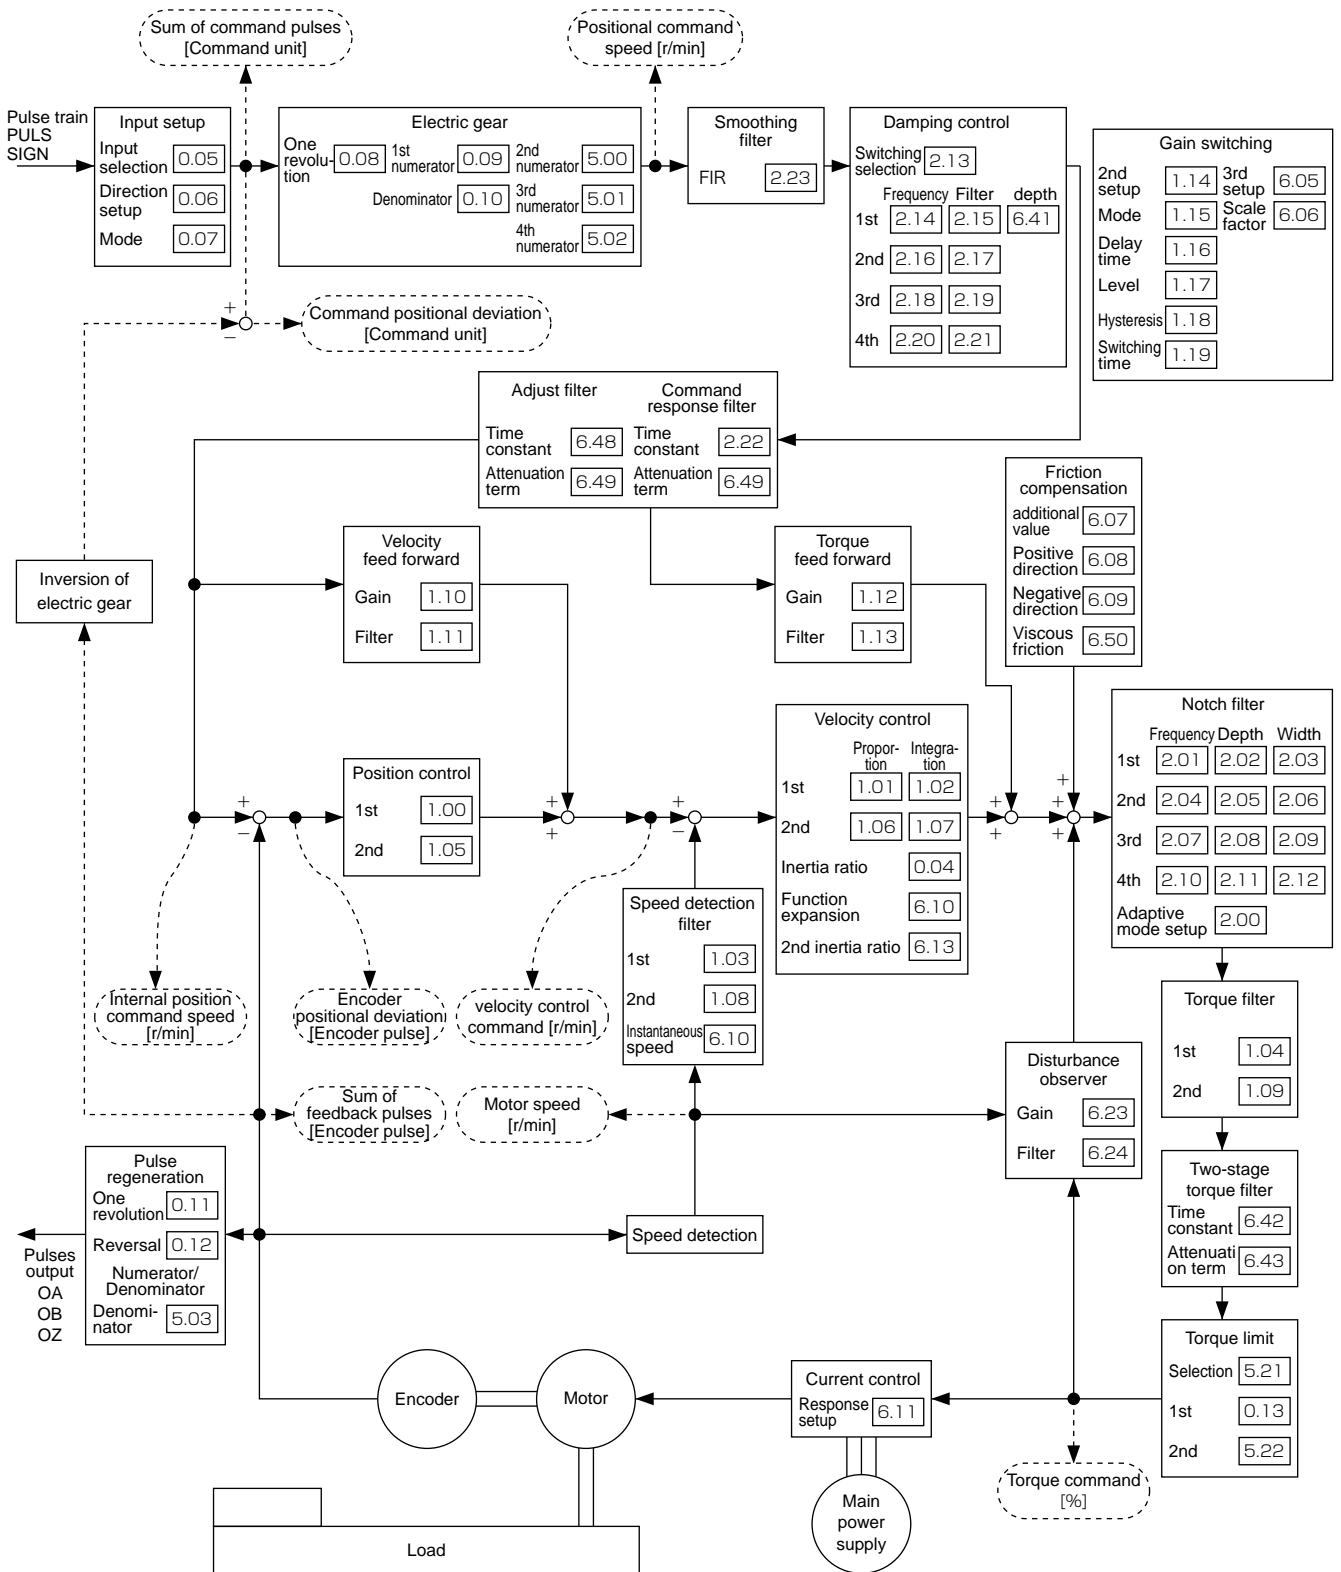 Sum of command pulses
[Command unit]
Positional command
speed [r/min]
Pulse train
PULS
SIGN
Input setup
Input
selection 0.05
Direction
setup 0.06
Mode 0.07
Electric gear
One
revolu-
tion 0.08
1st
numerator 0.09
2nd
numerator 5.00
Denominator 0.10
3rd
numerator 5.01
4th
numerator 5.02
Smoothing
filter
FIR 2.23
Damping control
Switching
selection 2.13
Frequency Filter depth
1st 2.14 2.15 6.41
2nd 2.16 2.17
3rd 2.18 2.19
4th 2.20 2.21
Gain switching
2nd
setup 1.14
3rd
setup 6.05
Mode 1.15
Scale
factor 6.06
Delay
time 1.16
Level 1.17
Hysteresis 1.18
Switching
time 1.19
+
−
Command positional deviation
[Command unit]
Adjust filter
Time
constant 6.48
Attenuation
term 6.49
Command
response filter
Time
constant 2.22
Attenuation
term 6.49
Friction
compensation
additional
value 6.07
Positive
direction 6.08
Negative
direction 6.09
Viscous
friction 6.50
Inversion of
electric gear
Velocity
feed forward
Gain 1.10
Filter 1.11
Torque
feed forward
Gain 1.12
Filter 1.13
+
−
Position control
1st 1.00
2nd 1.05
+
+
+
−
Velocity control
Propor-
tion
Integra-
tion
1st 1.01 1.02
2nd 1.06 1.07
Inertia ratio 0.04
Function
expansion 6.10
2nd inertia ratio 6.13
+
+
+
+
+
Notch filter
Frequency Depth Width
1st 2.01 2.02 2.03
2nd 2.04 2.05 2.06
3rd 2.07 2.08 2.09
4th 2.10 2.11 2.12
Adaptive
mode setup 2.00
Speed detection
filter
1st 1.03
2nd 1.08
Instantaneous
speed 6.10
Internal position
command speed
[r/min]
Encoder
positional deviation
[Encoder pulse]
velocity control
command [r/min]
Torque filter
1st 1.04
2nd 1.09
Disturbance
observer
Gain 6.23
Filter 6.24
Sum of
feedback pulses
[Encoder pulse]
Motor speed
[r/min]
Pulse
regeneration
One
revolution 0.11
Reversal 0.12
Numerator/
Denominator
Denomi-
nator 5.03
Pulses
output
OA
OB
OZ
Speed detection
Two-stage
torque filter
Time
constant 6.42
Attenuati
on term 6.43
Torque limit
Selection 5.21
1st 0.13
2nd 5.22
Encoder
Motor
Current control
Response
setup 6.11
Torque command
[%]
Main
power
supply
Load